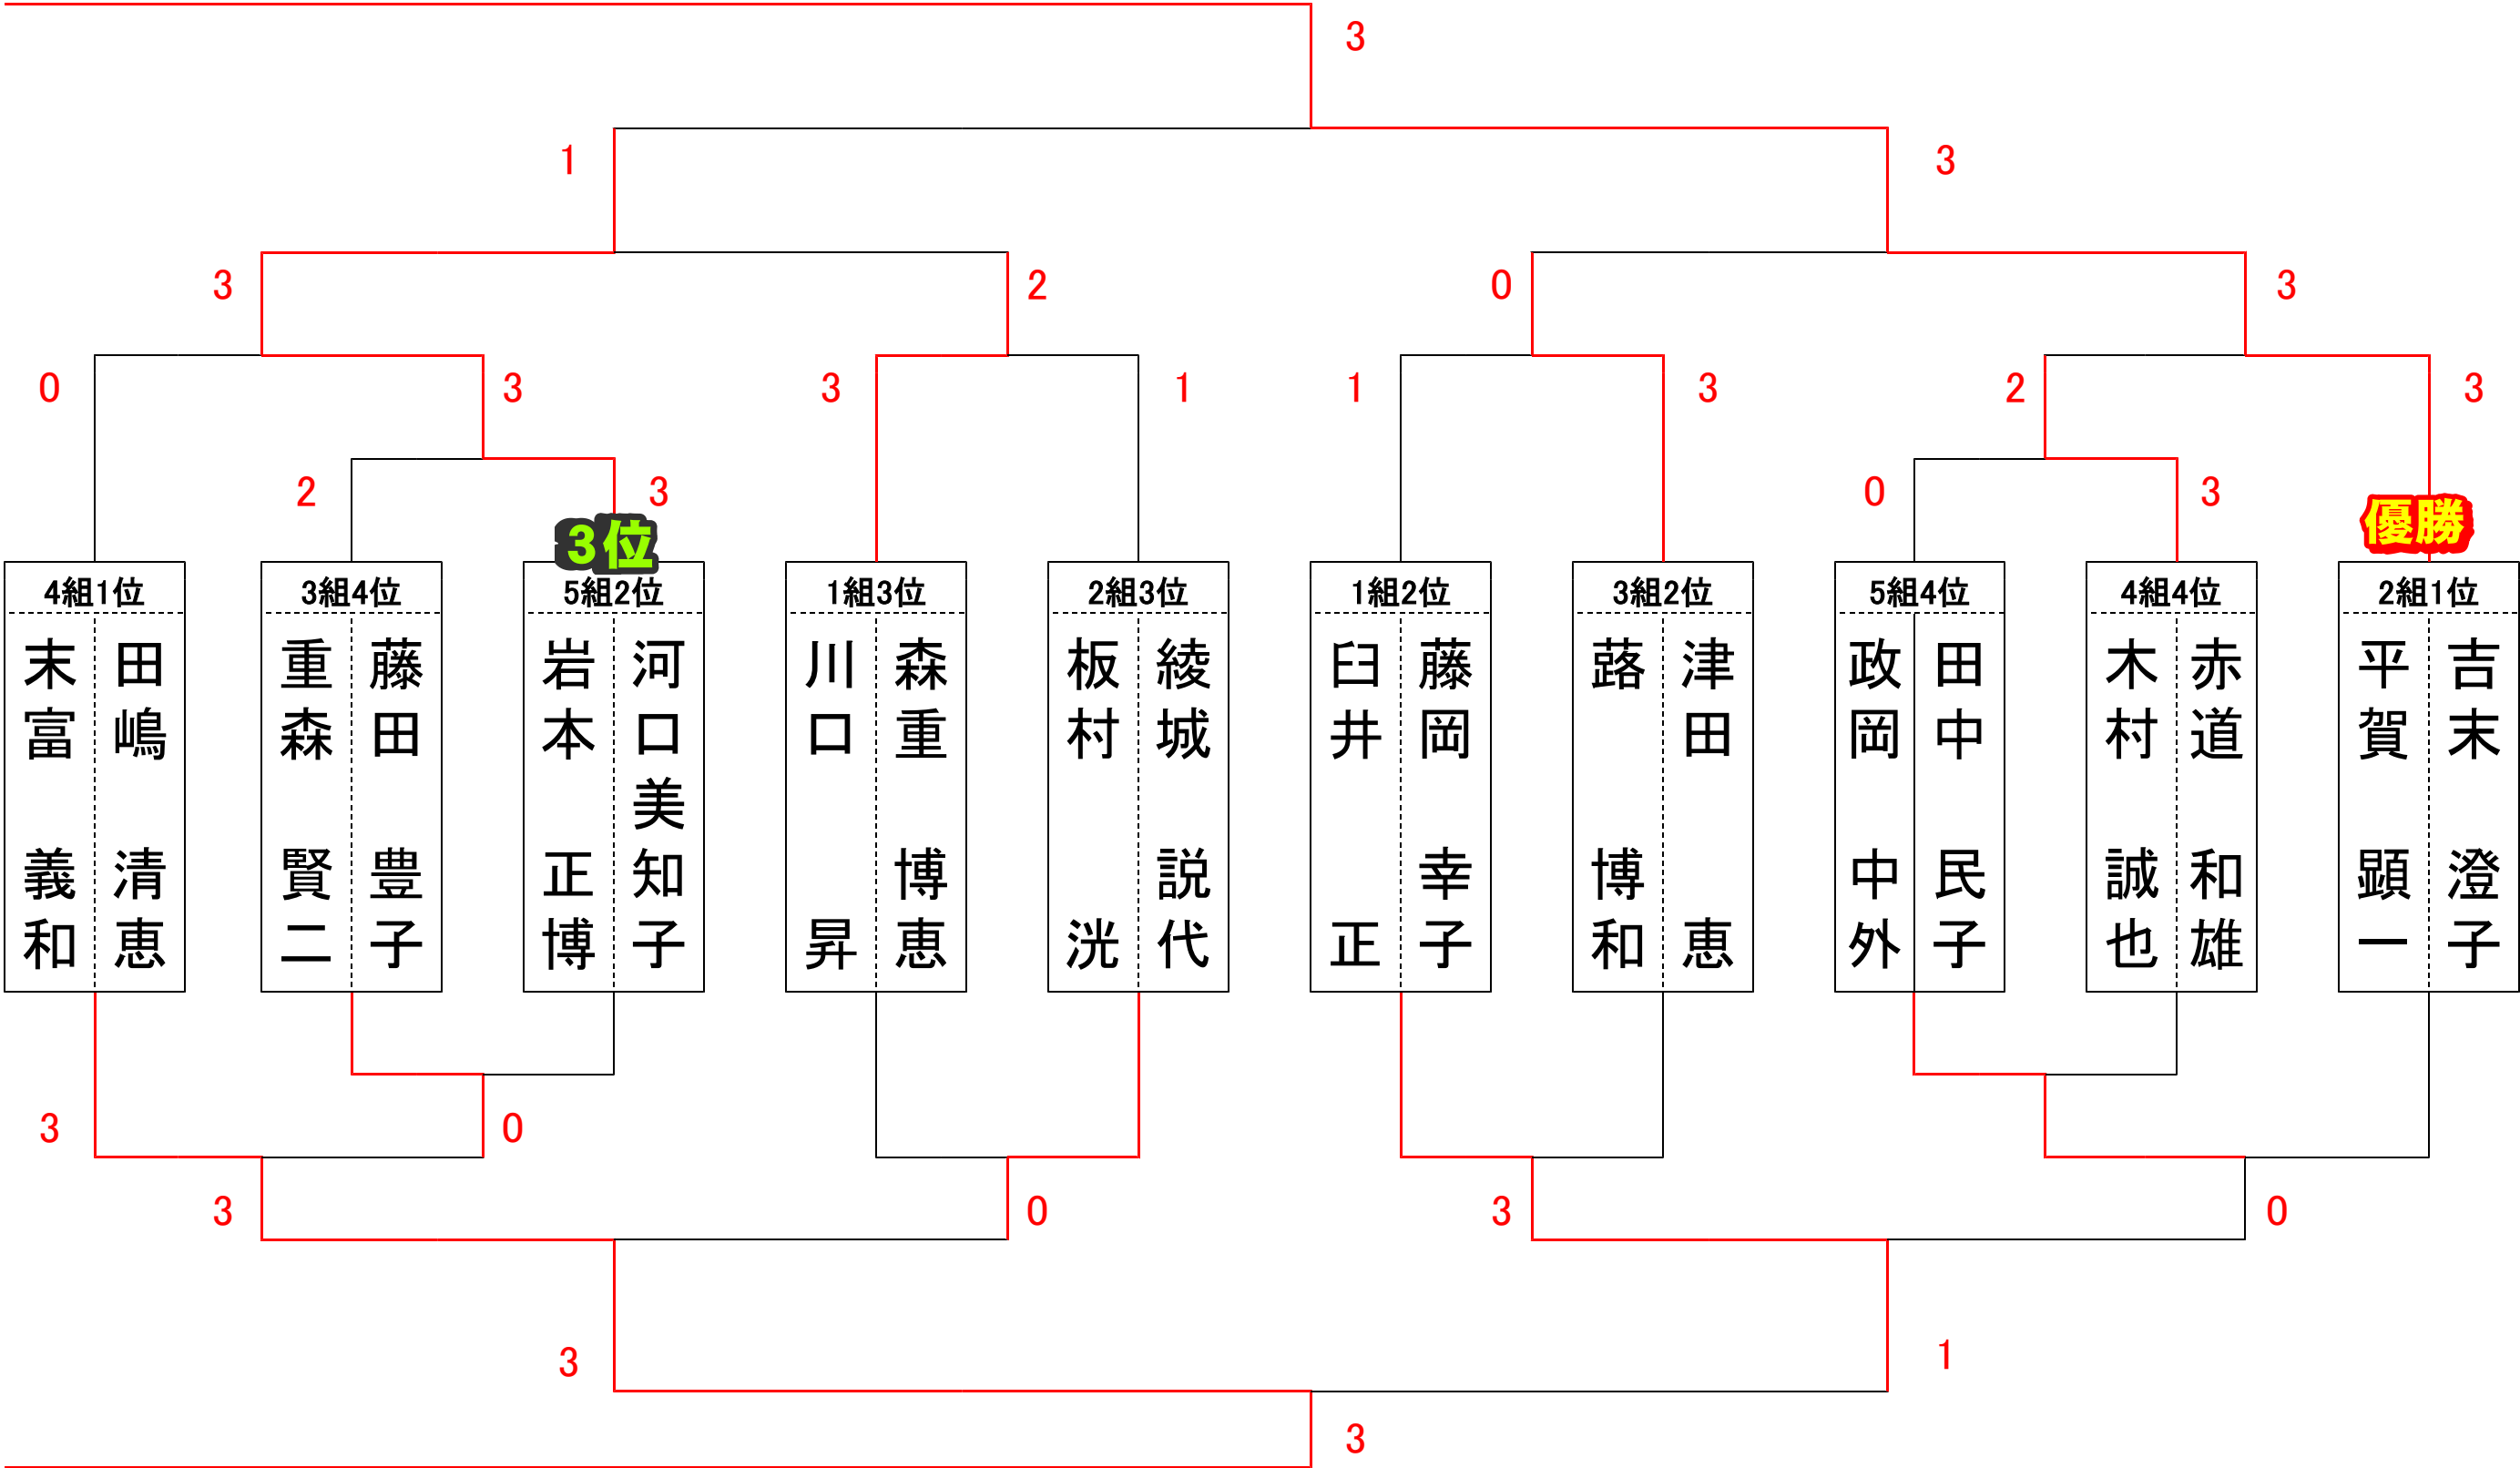 3
1
3
3
2
0
3
0
3
3
1
1
3
2
3
2
3
0
3
3位
優勝
4組1位
3組4位
5組2位
1組3位
2組3位
1組2位
3組2位
5組4位
4組4位
2組1位
末富 義和
田嶋 清恵
重森 賢二
藤田 豊子
岩本 正博
河口美知子
川口 昇
森重 博恵
板村 洸
綾城 説代
臼井 正
藤岡 幸子
蕗 博和
津田 恵
政岡 中外
田中 民子
木村 誠也
赤道 和雄
平賀 顕一
吉末 澄子
3
0
3
0
3
0
3
1
3